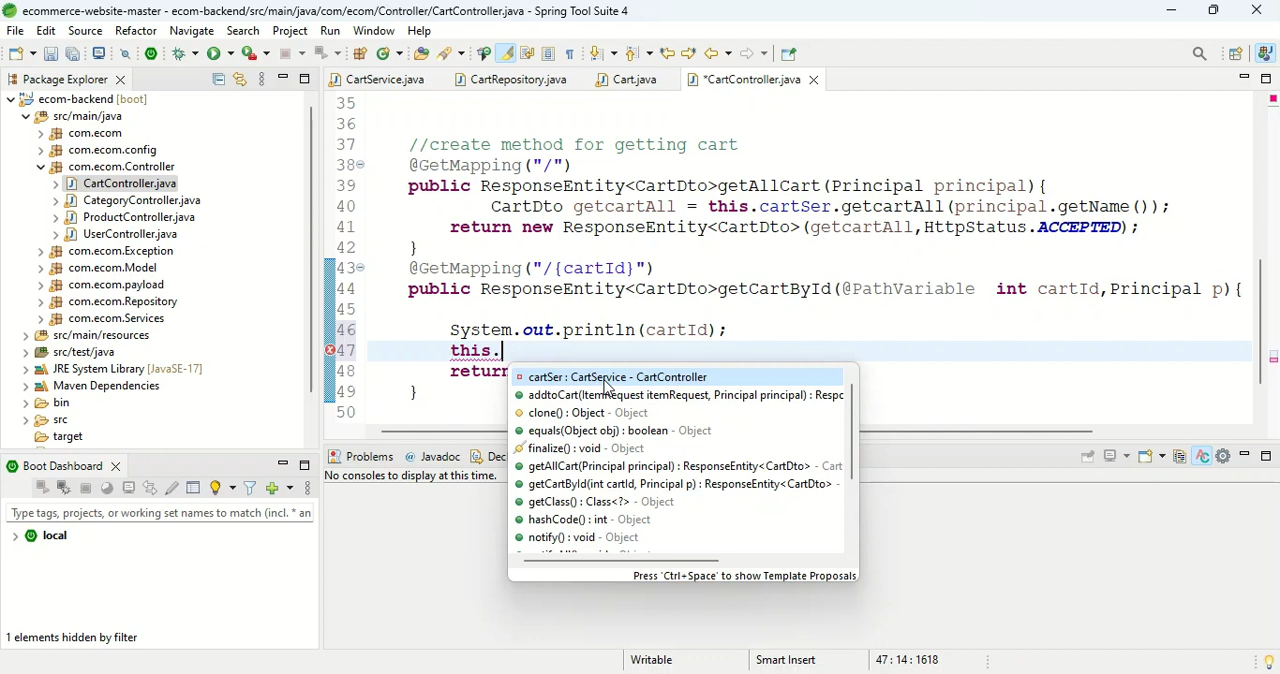 ecommerce-website-master - ecom-backend/src/main/java/com/ecom/Controller/CartController.java - Spring Tool Suite 4
File Edit Source Refactor Navigate Search Project Run Window Help
Package Explorer
CartService.java CartRepository.java Cart.java *CartController.java
ecom-backend [boot]
src/main/java
com.ecom
com.ecom.config
com.ecom.Controller
CartController.java
CategoryController.java
ProductController.java
UserController.java
com.ecom.Exception
com.ecom.Model
com.ecom.payload
com.ecom.Repository
com.ecom.Services
src/main/resources
src/test/java
JRE System Library [JavaSE-17]
Maven Dependencies
bin
src
target
35
36
37 //create method for getting cart
38 @GetMapping("/")
39 public ResponseEntity<CartDto>getAllCart(Principal principal){
40 CartDto getcartAll = this.cartSer.getcartAll(principal.getName());
41 return new ResponseEntity<CartDto>(getcartAll,HttpStatus.ACCEPTED);
42 }
43 @GetMapping("/{cartId}")
44 public ResponseEntity<CartDto>getCartById(@PathVariable int cartId,Principal p){
45
46 System.out.println(cartId);
47 this.
48 return
49 }
50
cartSer : CartService - CartController
addtoCart(ItemRequest itemRequest, Principal principal) : Respo
clone() : Object - Object
equals(Object obj) : boolean - Object
finalize() : void - Object
getAllCart(Principal principal) : ResponseEntity<CartDto> - Cart
getCartById(int cartId, Principal p) : ResponseEntity<CartDto> -
getClass() : Class<?> - Object
hashCode() : int - Object
notify() : void - Object
Press 'Ctrl+Space' to show Template Proposals
Problems Javadoc Dec
No consoles to display at this time.
Boot Dashboard
Type tags, projects, or working set names to match (incl. * an
local
1 elements hidden by filter
Writable Smart Insert 47 : 14 : 1618